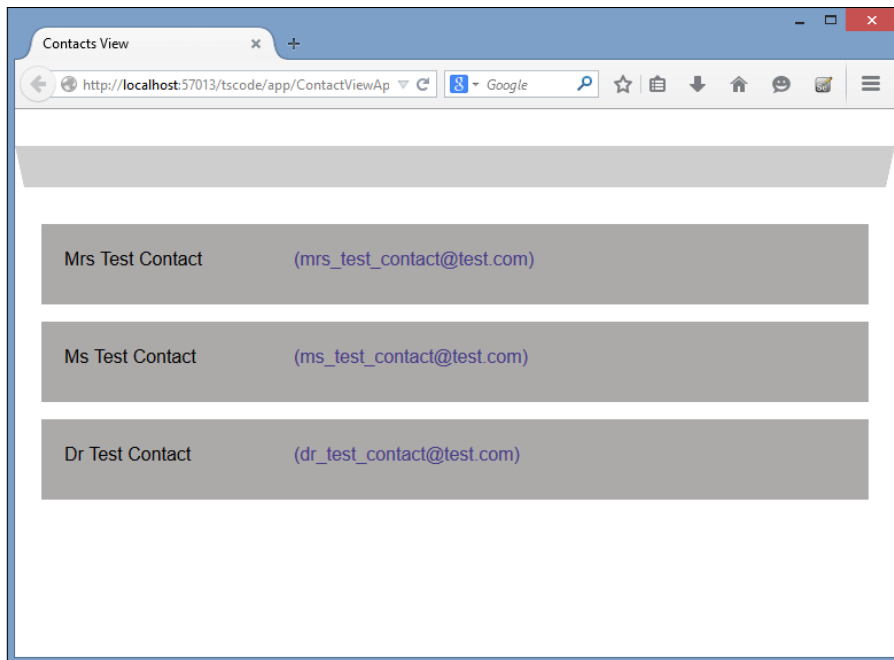 Contacts View
http://localhost:57013/tscode/app/ContactViewAp
8 Google
Mrs Test Contact (mrs_test_contact@test.com)
Ms Test Contact (ms_test_contact@test.com)
Dr Test Contact (dr_test_contact@test.com)